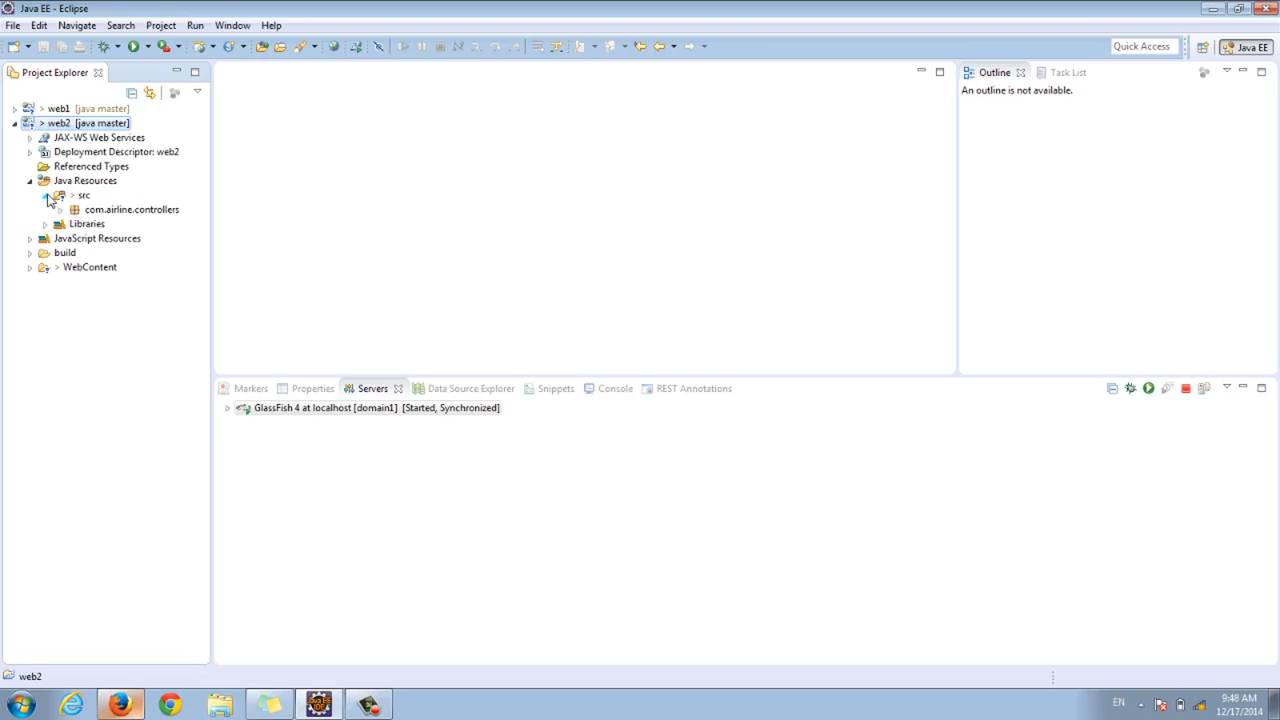 Java EE - Eclipse
File Edit Navigate Search Project Run Window Help
Quick Access Java EE
Project Explorer
> web1 [java master]
> web2 [java master]
JAX-WS Web Services
Deployment Descriptor: web2
Referenced Types
Java Resources
> src
com.airline.controllers
Libraries
JavaScript Resources
build
> WebContent
Outline Task List
An outline is not available.
Markers Properties Servers Data Source Explorer Snippets Console REST Annotations
GlassFish 4 at localhost [domain1] [Started, Synchronized]
web2
Java EE
IDE
EN
9:48 AM
12/17/2014